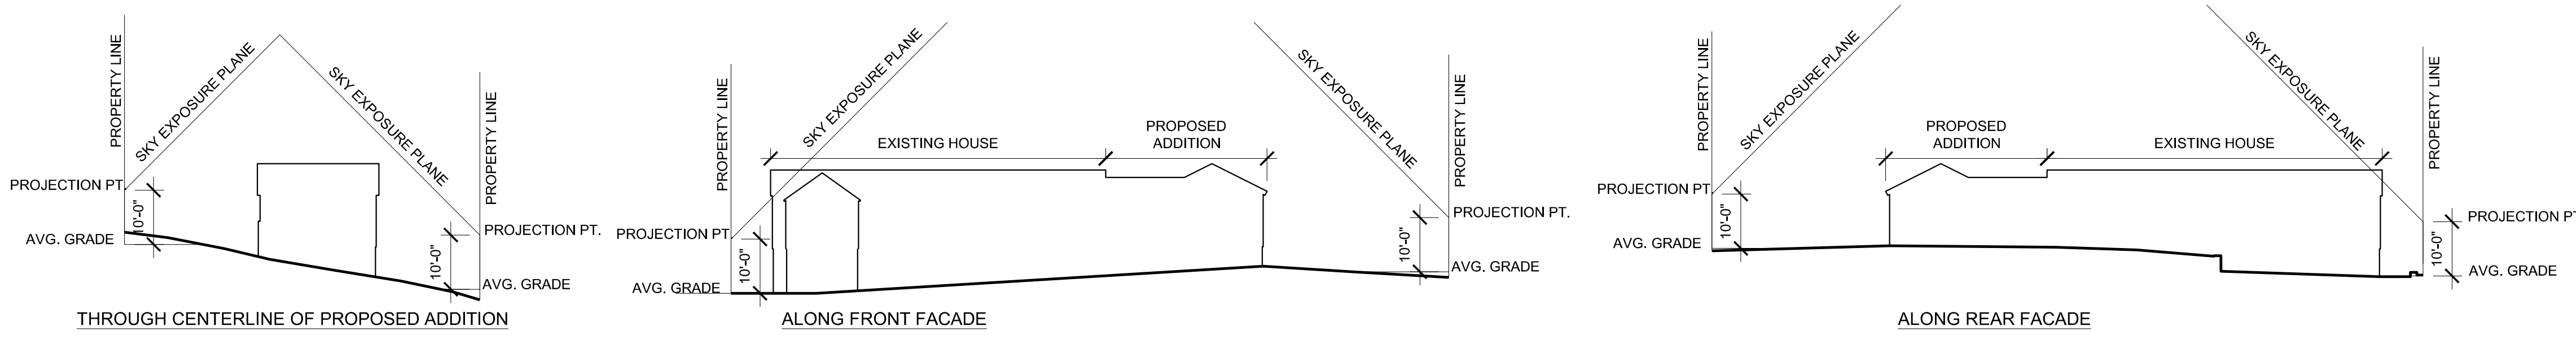 PROPERTY LINE
SKY EXPOSURE PLANE
SKY EXPOSURE PLANE
PROPERTY LINE
PROJECTION PT.
10'-0"
AVG. GRADE
PROJECTION PT.
10'-0"
AVG. GRADE
THROUGH CENTERLINE OF PROPOSED ADDITION
PROPERTY LINE
SKY EXPOSURE PLANE
EXISTING HOUSE
PROPOSED
ADDITION
SKY EXPOSURE PLANE
PROPERTY LINE
PROJECTION PT.
10'-0"
AVG. GRADE
PROJECTION PT.
10'-0"
AVG. GRADE
ALONG FRONT FACADE
PROPERTY LINE
SKY EXPOSURE PLANE
PROPOSED
ADDITION
EXISTING HOUSE
SKY EXPOSURE PLANE
PROPERTY LINE
PROJECTION PT.
10'-0"
AVG. GRADE
PROJECTION PT
10'-0"
AVG. GRADE
ALONG REAR FACADE